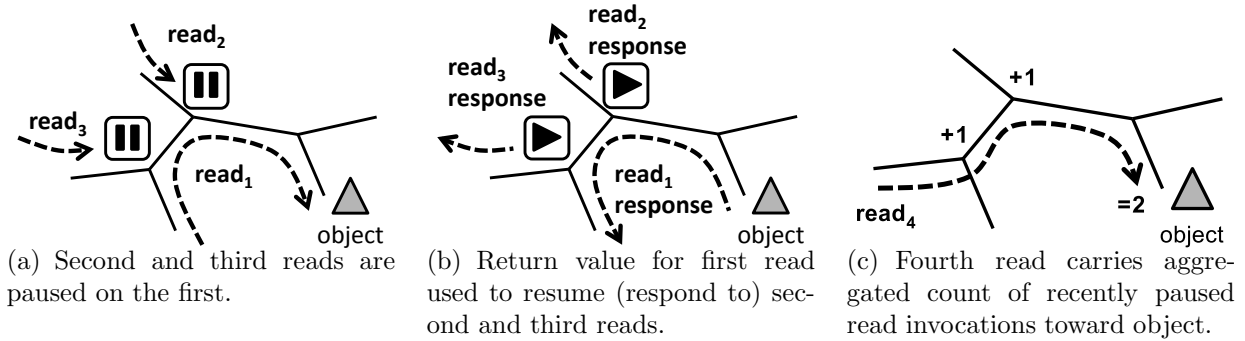 read₂
read₃
read₁
object
(a) Second and third reads are
paused on the first.
read₂
response
read₃
response
read₁
response
object
(b) Return value for first read
used to resume (respond to) sec-
ond and third reads.
+1
+1
read₄
=2
object
(c) Fourth read carries aggre-
gated count of recently paused
read invocations toward object.